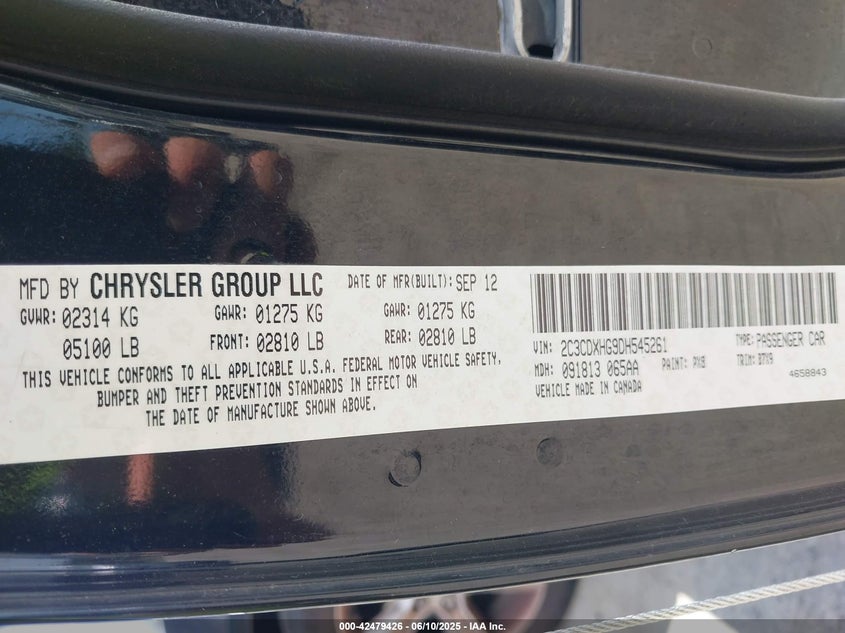 MFD BY CHRYSLER GROUP LLC DATE OF MFR(BUILT): SEP 12
GVWR: 02314 KG GAWR: 01275 KG GAWR: 01275 KG
05100 LB FRONT: 02810 LB REAR: 02810 LB
THIS VEHICLE CONFORMS TO ALL APPLICABLE U.S.A. FEDERAL MOTOR VEHICLE SAFETY,
BUMPER AND THEFT PREVENTION STANDARDS IN EFFECT ON
THE DATE OF MANUFACTURE SHOWN ABOVE.
VIN: 2C3CDXHG9DH545261 TYPE: PASSENGER CAR
MDH: 091813 065AA PAINT: PX8 TRIM: B7X9
VEHICLE MADE IN CANADA 4658843
000-42479426 - 06/10/2025 - IAA Inc.